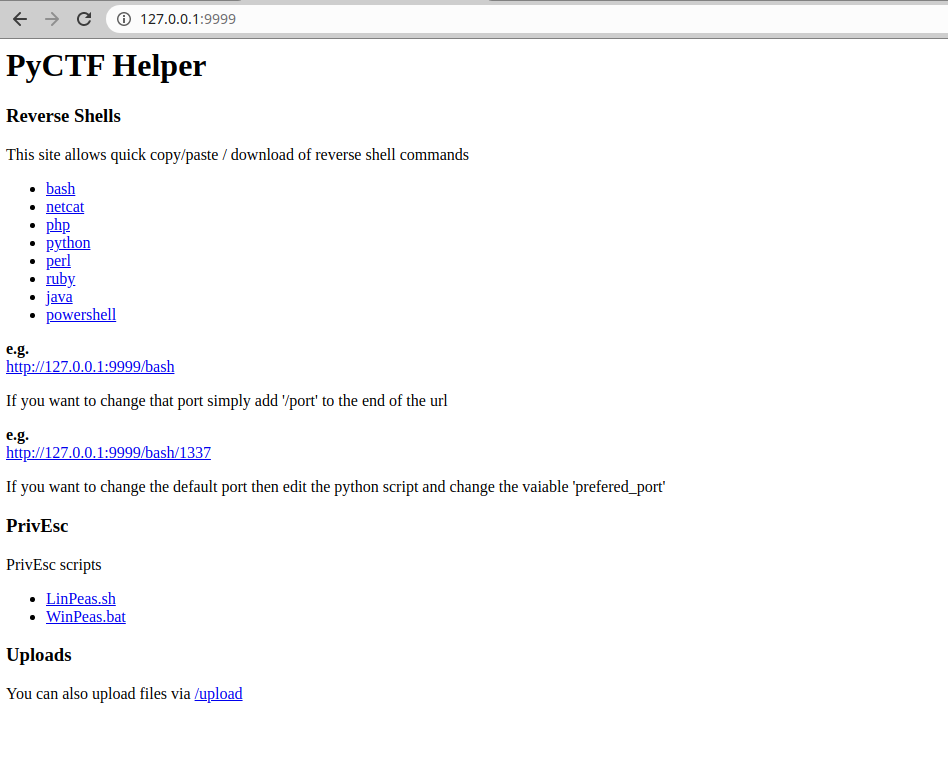 127.0.0.1:9999
PyCTF Helper
Reverse Shells
This site allows quick copy/paste / download of reverse shell commands
bash
netcat
php
python
perl
ruby
java
powershell
e.g.
http://127.0.0.1:9999/bash
If you want to change that port simply add '/port' to the end of the url
e.g.
http://127.0.0.1:9999/bash/1337
If you want to change the default port then edit the python script and change the vaiable 'prefered_port'
PrivEsc
PrivEsc scripts
LinPeas.sh
WinPeas.bat
Uploads
You can also upload files via /upload